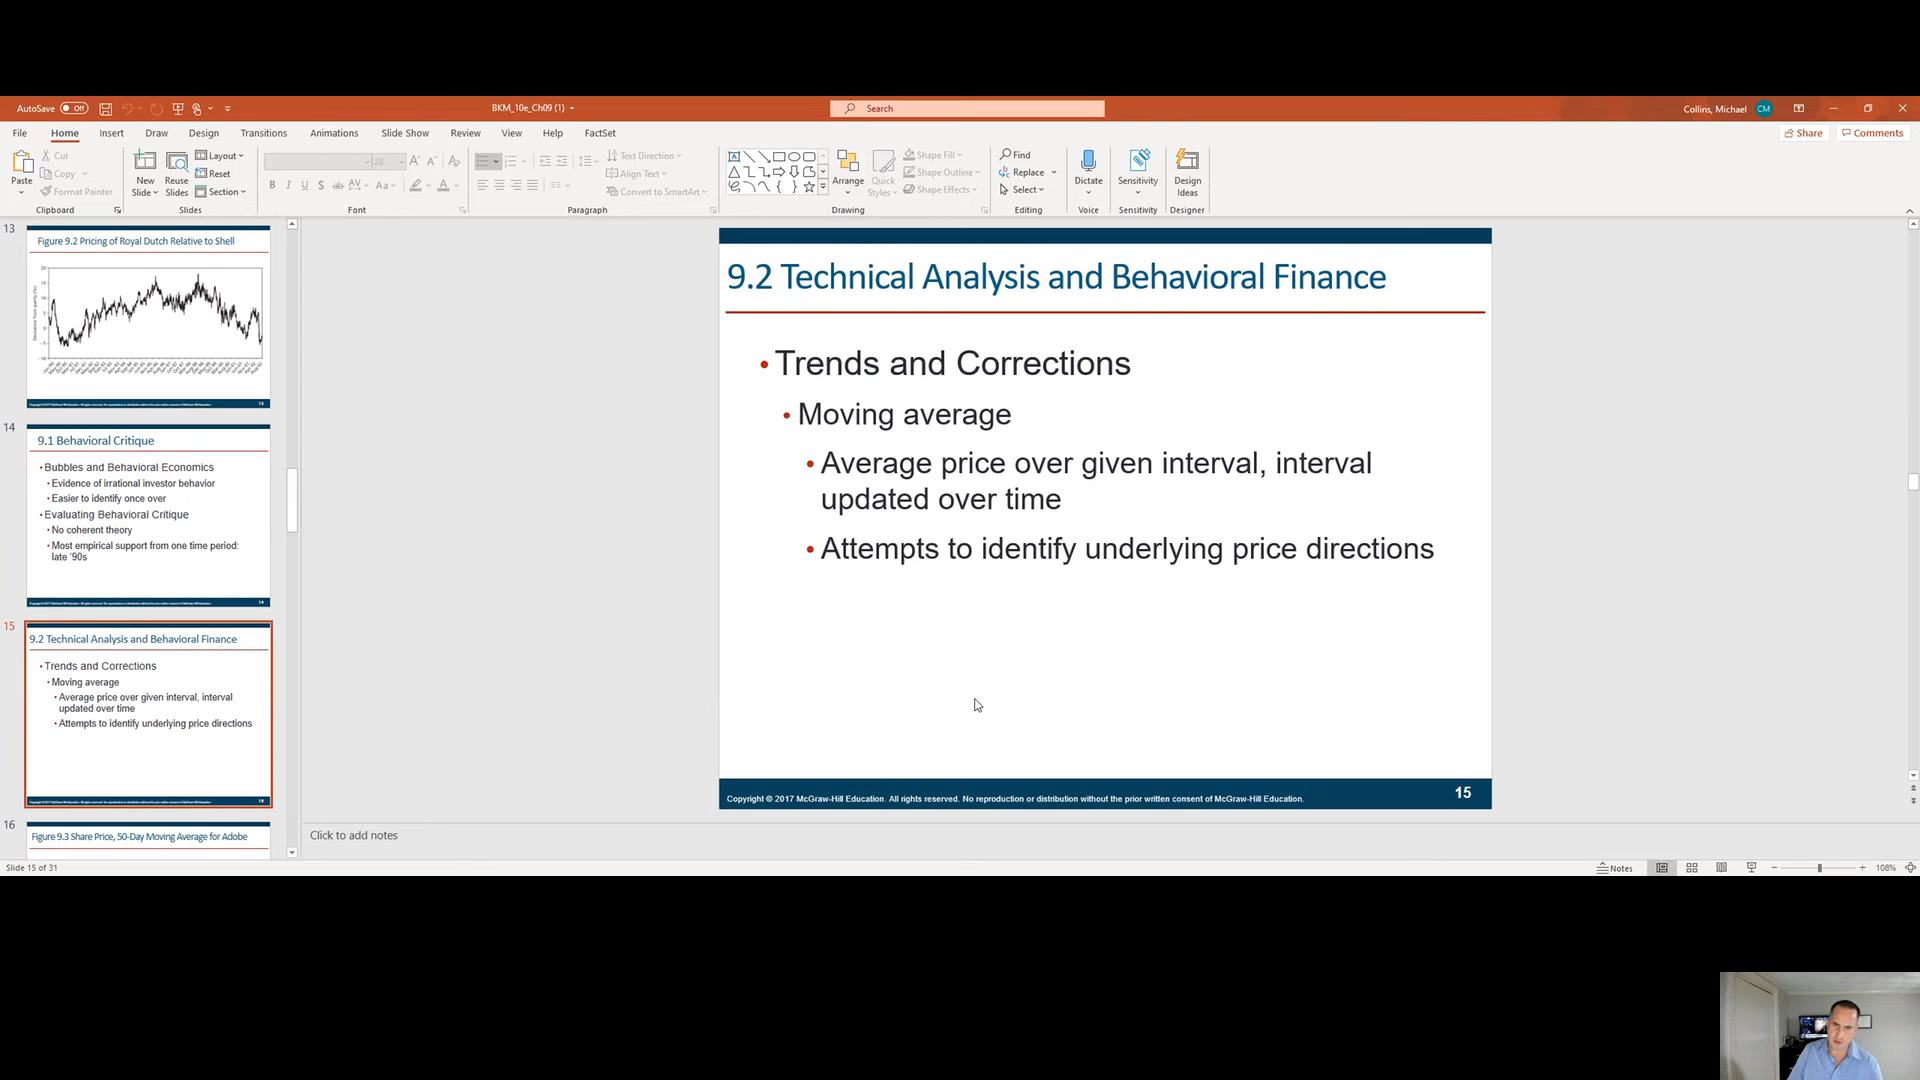 AutoSave Off
BKM_10e_Ch09 (1)
Search
Collins, Michael CM
File Home Insert Draw Design Transitions Animations Slide Show Review View Help FactSet
Share Comments
Paste
Cut
Copy
Format Painter
Clipboard
New Slide
Reuse Slides
Layout
Reset
Section
Slides
28
B I U S ab AV Aa A
Font
Text Direction
Align Text
Convert to SmartArt
Paragraph
Arrange
Quick Styles
Shape Fill
Shape Outline
Shape Effects
Drawing
Find
Replace
Select
Editing
Dictate
Voice
Sensitivity
Sensitivity
Design Ideas
Designer
13
Figure 9.2 Pricing of Royal Dutch Relative to Shell
14
9.1 Behavioral Critique
• Bubbles and Behavioral Economics
• Evidence of irrational investor behavior
• Easier to identify once over
• Evaluating Behavioral Critique
• No coherent theory
• Most empirical support from one time period:
late '90s
15
9.2 Technical Analysis and Behavioral Finance
• Trends and Corrections
• Moving average
• Average price over given interval, interval
updated over time
• Attempts to identify underlying price directions
16
Figure 9.3 Share Price, 50-Day Moving Average for Adobe
9.2 Technical Analysis and Behavioral Finance
• Trends and Corrections
• Moving average
• Average price over given interval, interval
updated over time
• Attempts to identify underlying price directions
Copyright © 2017 McGraw-Hill Education. All rights reserved. No reproduction or distribution without the prior written consent of McGraw-Hill Education.
15
Click to add notes
Slide 15 of 31
Notes
108%